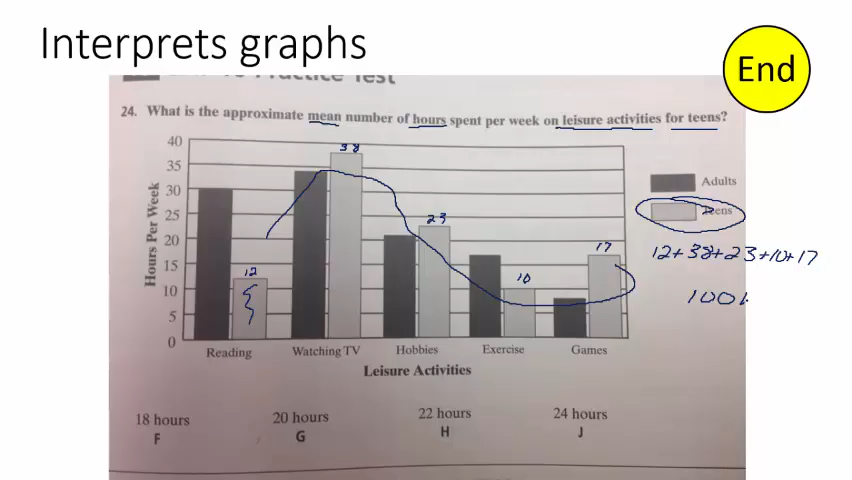 Interprets graphs
End
Practice Test
24. What is the approximate mean number of hours spent per week on leisure activities for teens?
40
35
30
25
20
15
10
5
0
Hours Per Week
38
23
17
12
10
Adults
Teens
12+38+23+10+17
100
Reading Watching TV Hobbies Exercise Games
Leisure Activities
18 hours 20 hours 22 hours 24 hours
F G H J